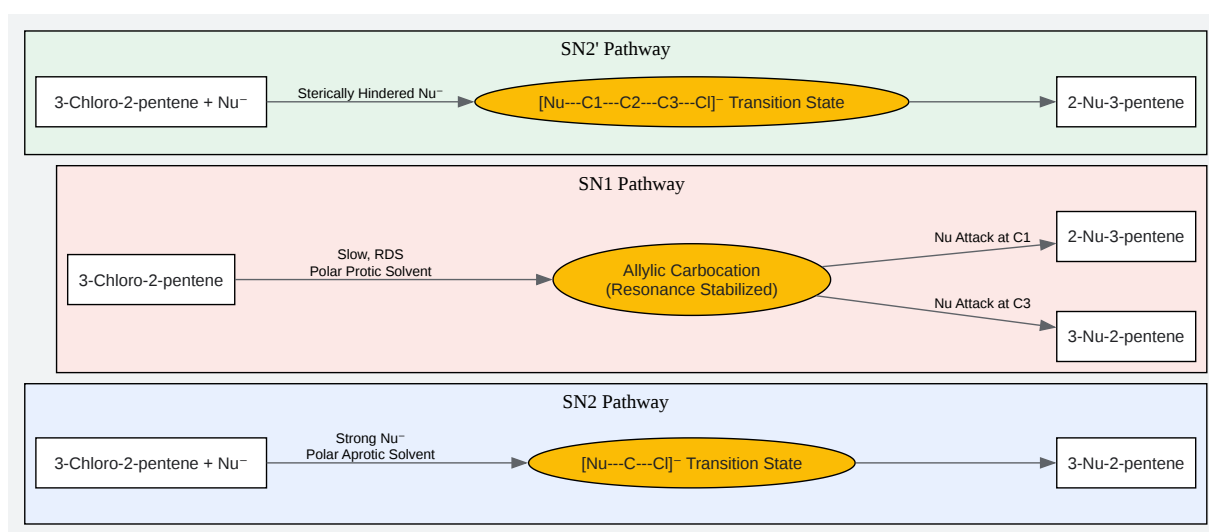 SN2' Pathway
3-Chloro-2-pentene + Nu⁻
Sterically Hindered Nu⁻
[Nu---C1---C2---C3---Cl]⁻ Transition State
2-Nu-3-pentene
SN1 Pathway
3-Chloro-2-pentene
Slow, RDS
Polar Protic Solvent
Allylic Carbocation
(Resonance Stabilized)
Nu Attack at C1
2-Nu-3-pentene
Nu Attack at C3
3-Nu-2-pentene
SN2 Pathway
3-Chloro-2-pentene + Nu⁻
Strong Nu⁻
Polar Aprotic Solvent
[Nu---C---Cl]⁻ Transition State
3-Nu-2-pentene